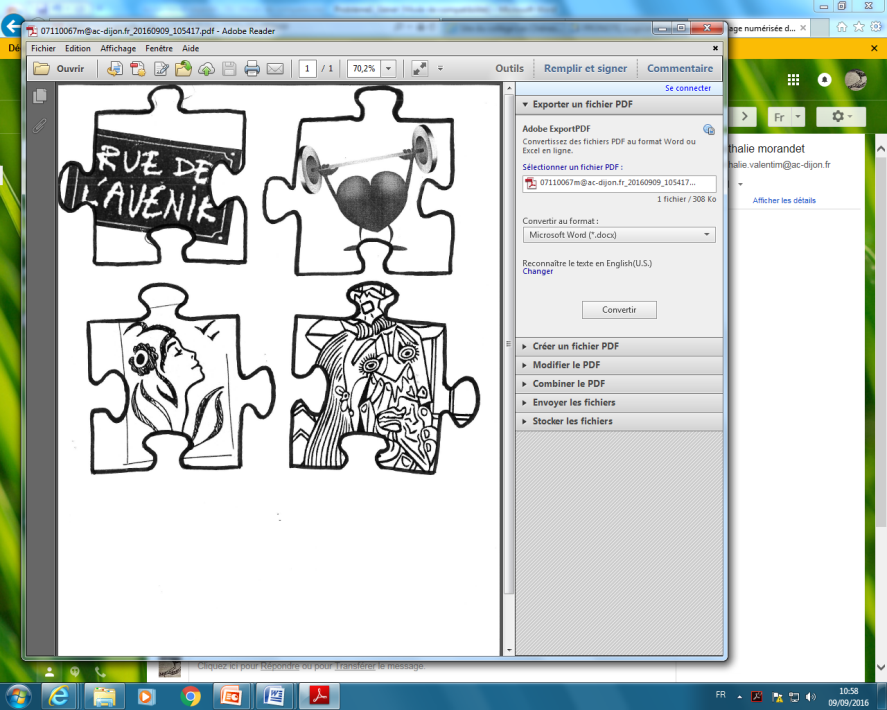 07110067m@ac-dijon.fr_20160909_105417.pdf - Adobe Reader
age numérisée d...
Fichier Edition Affichage Fenêtre Aide
Ouvrir
1 / 1
70,2%
Outils
Remplir et signer
Commentaire
Se connecter
RUE DE
L'AVENIR
Exporter un fichier PDF
Adobe ExportPDF
Convertissez des fichiers PDF au format Word ou
Excel en ligne.
Sélectionner un fichier PDF :
07110067m@ac-dijon.fr_20160909_105417...
1 fichier / 308 Ko
Convertir au format :
Microsoft Word (*.docx)
Reconnaître le texte en English(U.S.)
Changer
Convertir
Créer un fichier PDF
Modifier le PDF
Combiner le PDF
Envoyer les fichiers
Stocker les fichiers
Fr
thalie morandet
halie.valentim@ac-dijon.fr
Afficher les détails
Cliquez ici pour Répondre ou pour Transférer le message.
FR
10:58
09/09/2016